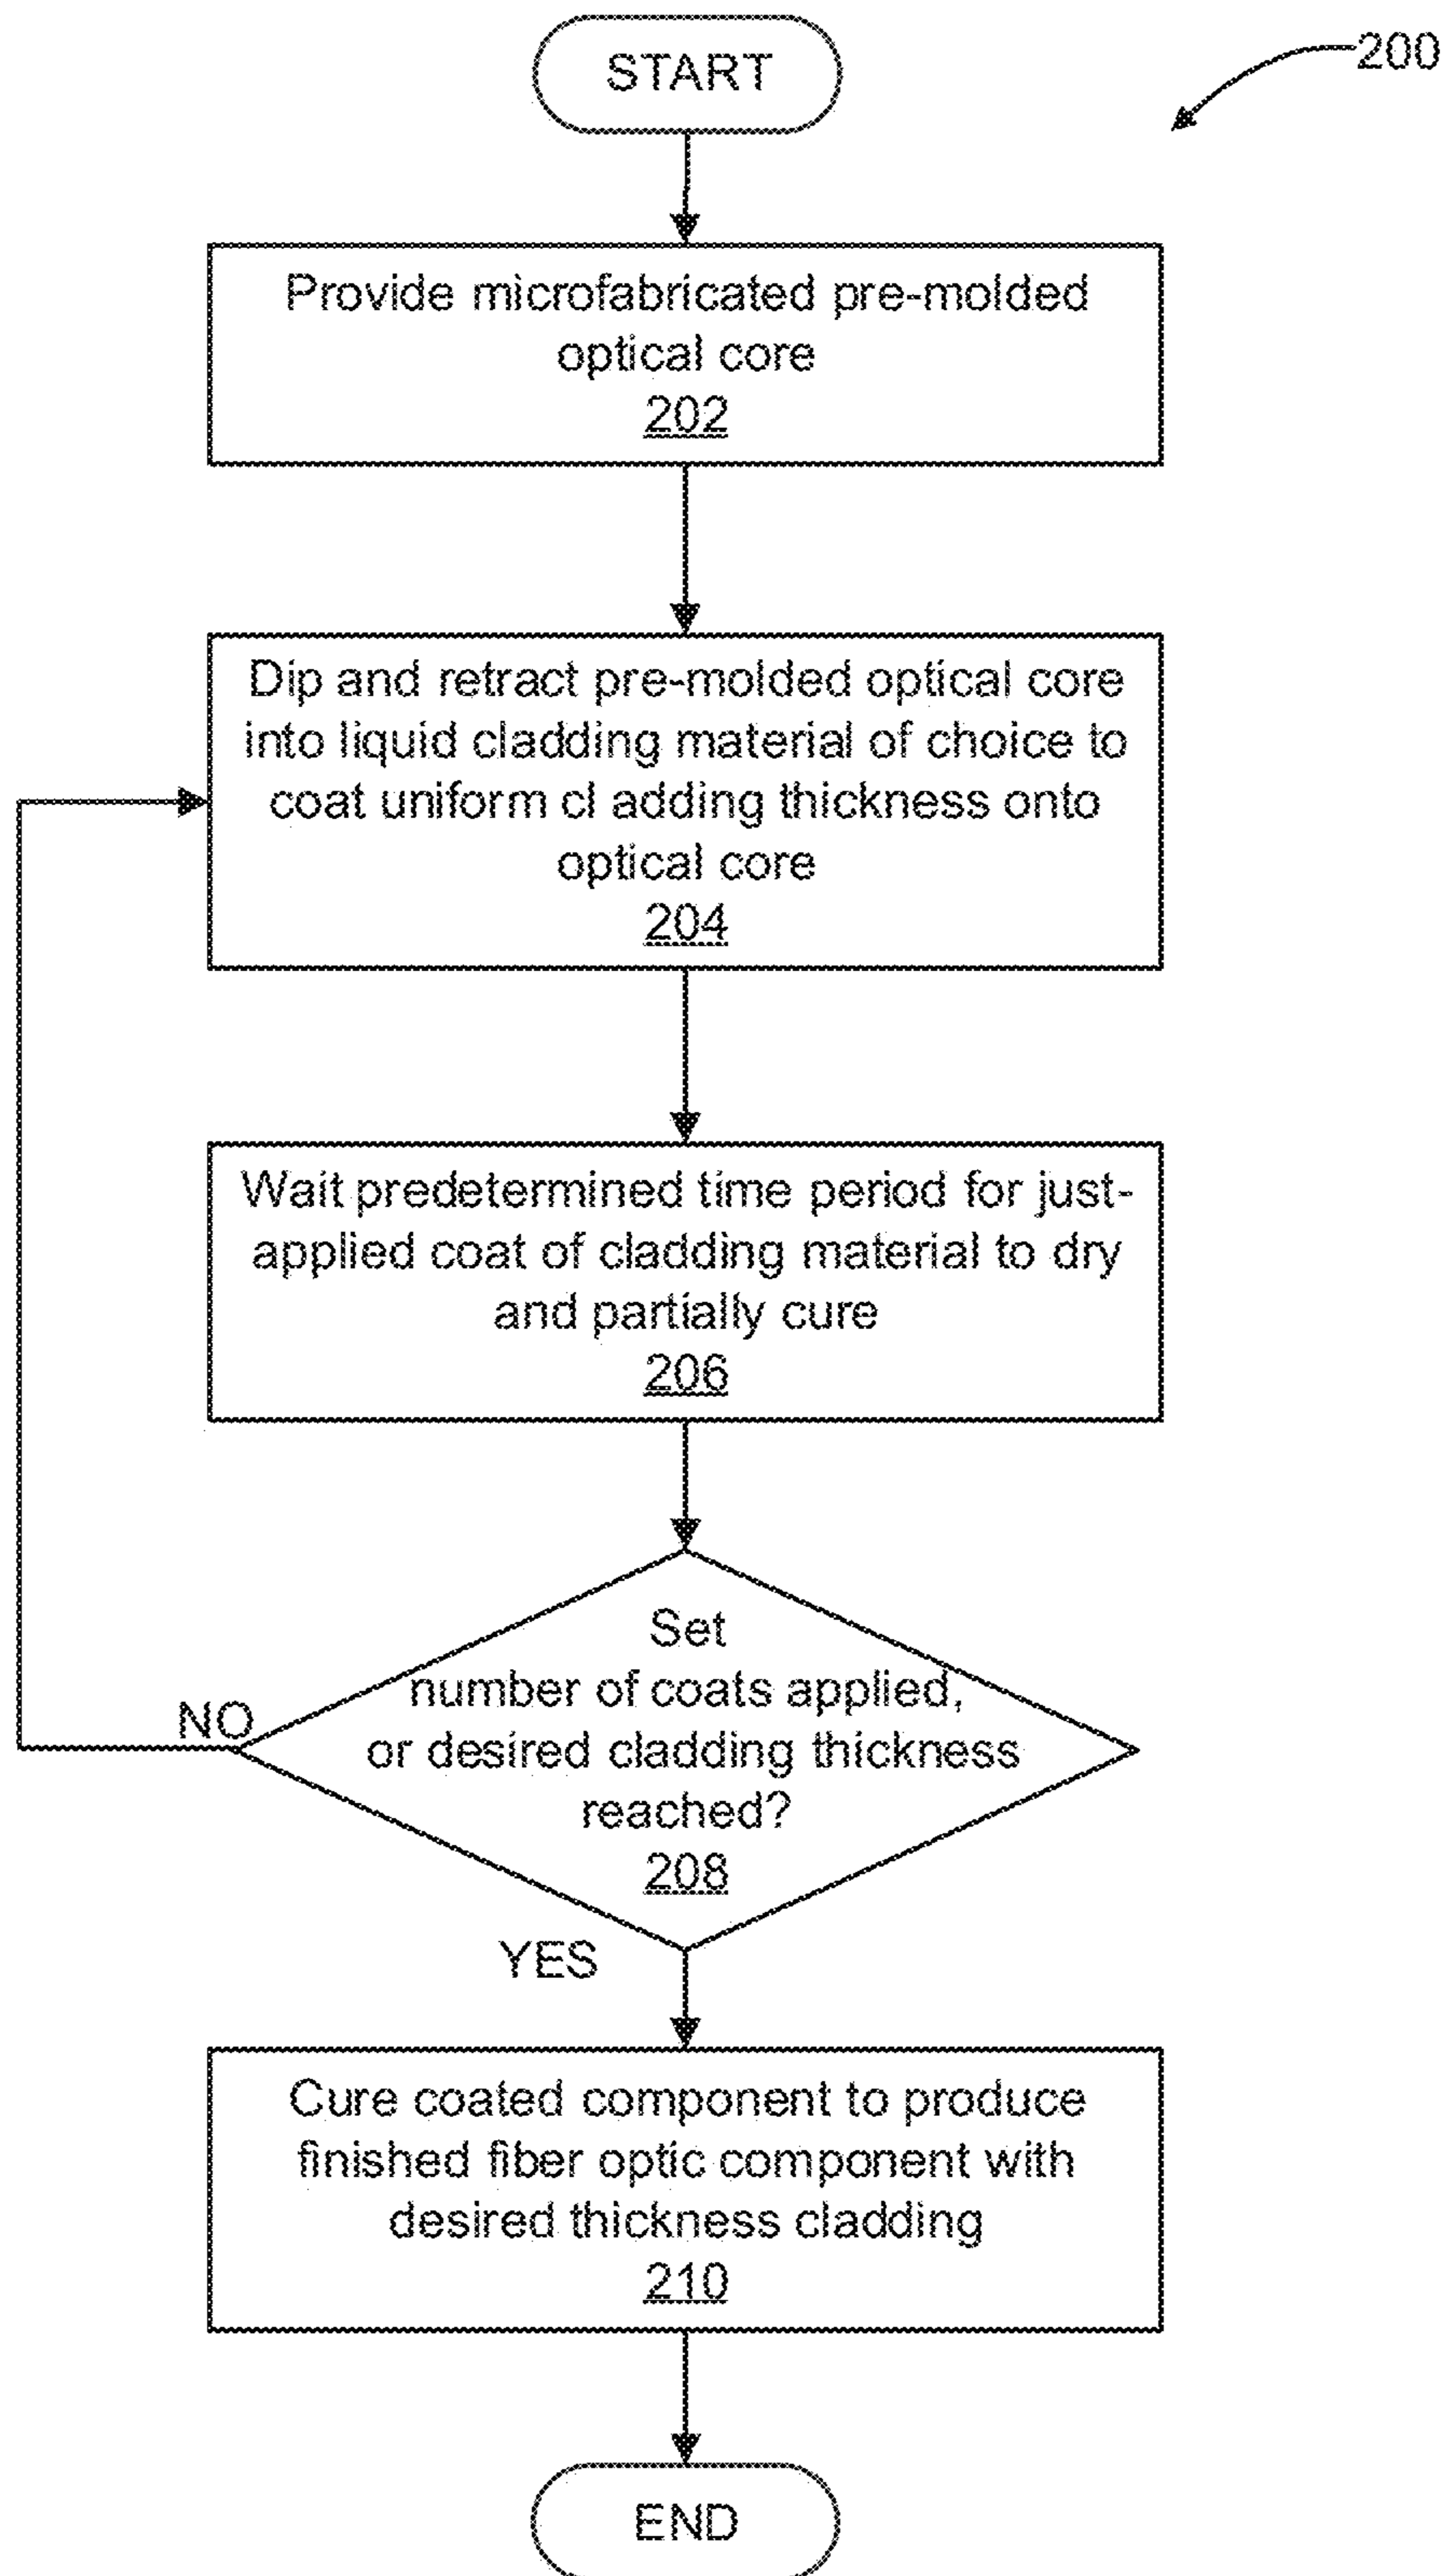 START
200
Provide microfabricated pre-molded
optical core
202
Dip and retract pre-molded optical core
into liquid cladding material of choice to
coat uniform cl adding thickness onto
optical core
204
Wait predetermined time period for just-
applied coat of cladding material to dry
and partially cure
206
Set
number of coats applied,
or desired cladding thickness
reached?
208
NO
YES
Cure coated component to produce
finished fiber optic component with
desired thickness cladding
210
END